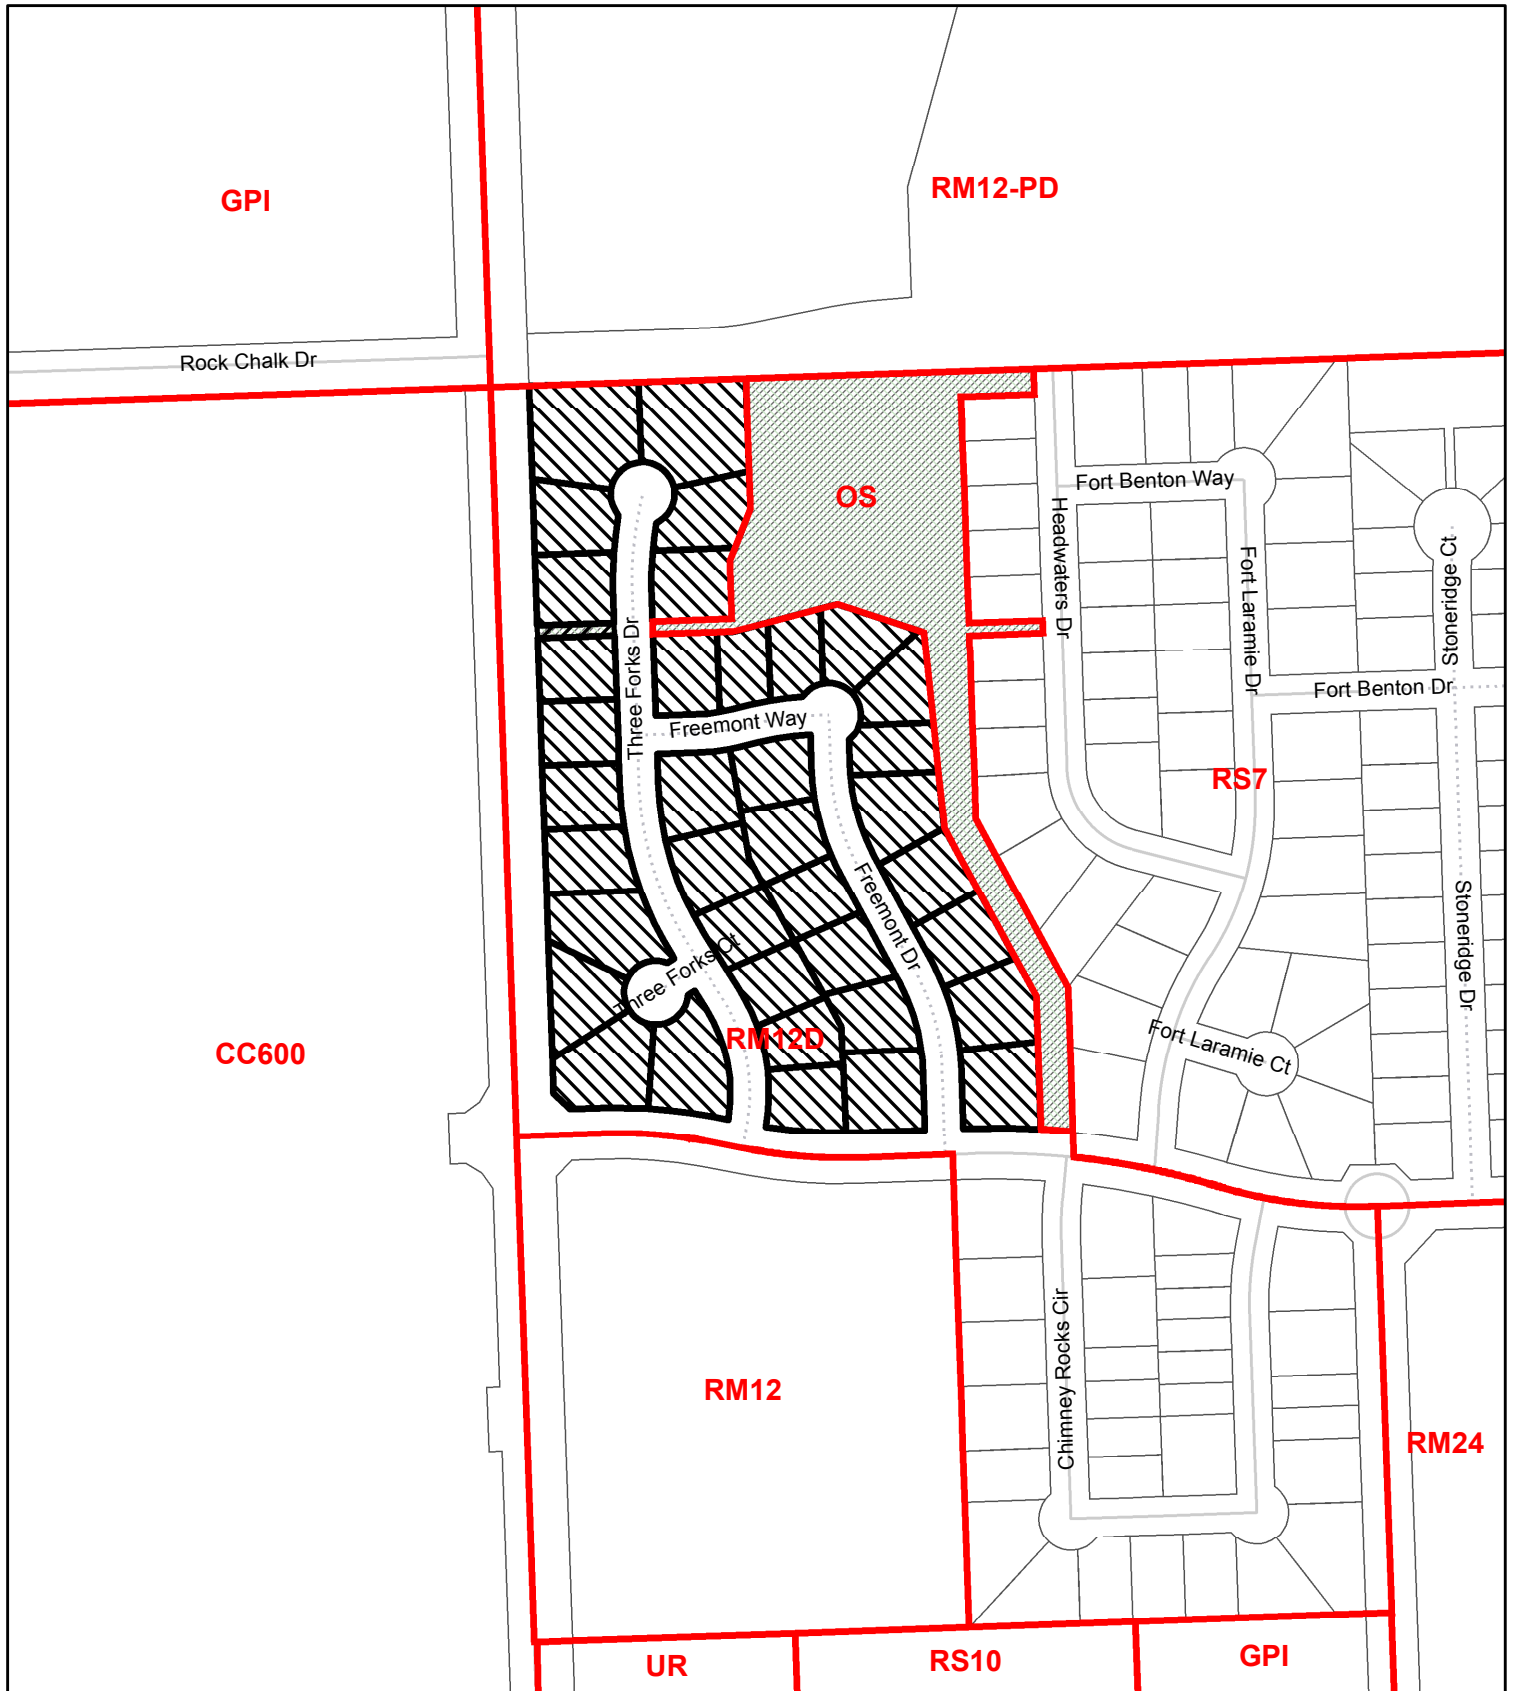 GPI
RM12-PD
Rock Chalk Dr
OS
Fort Benton Way
Headwaters Dr
Fort Laramie Dr
Stoneridge Ct
Three Forks Dr
Freemont Way
Fort Benton Dr
RS7
Freemont Dr
Three Forks Ct
Stoneridge Dr
RM12D
CC600
Fort Laramie Ct
Chimney Rocks Cir
RM12
RM24
UR
RS10
GPI